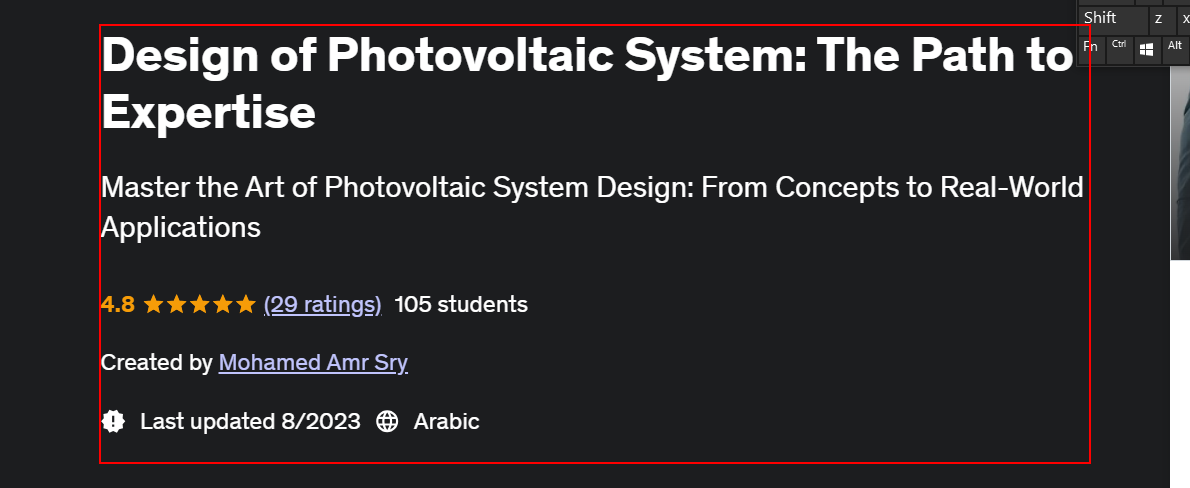 Design of Photovoltaic System: The Path to
Expertise
Master the Art of Photovoltaic System Design: From Concepts to Real-World
Applications
4.8 (29 ratings) 105 students
Created by Mohamed Amr Sry
Last updated 8/2023 Arabic
Shift z x
Fn Ctrl Alt